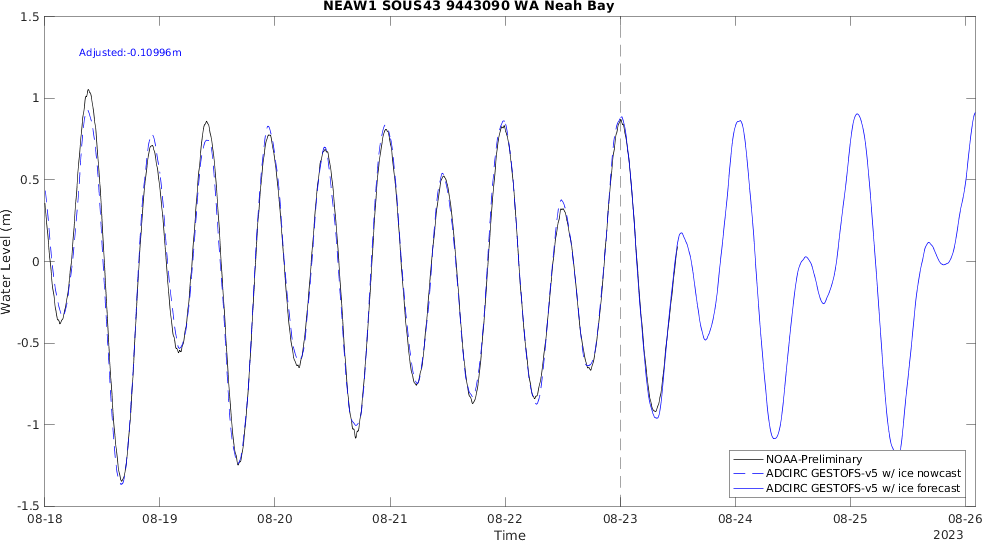 NEAW1 SOUS43 9443090 WA Neah Bay
Adjusted:-0.10996m
1.5
1
0.5
0
-0.5
-1
-1.5
Water Level (m)
NOAA-Preliminary
ADCIRC GESTOFS-v5 w/ ice nowcast
ADCIRC GESTOFS-v5 w/ ice forecast
08-18 08-19 08-20 08-21 08-22 08-23 08-24 08-25 08-26
Time
2023